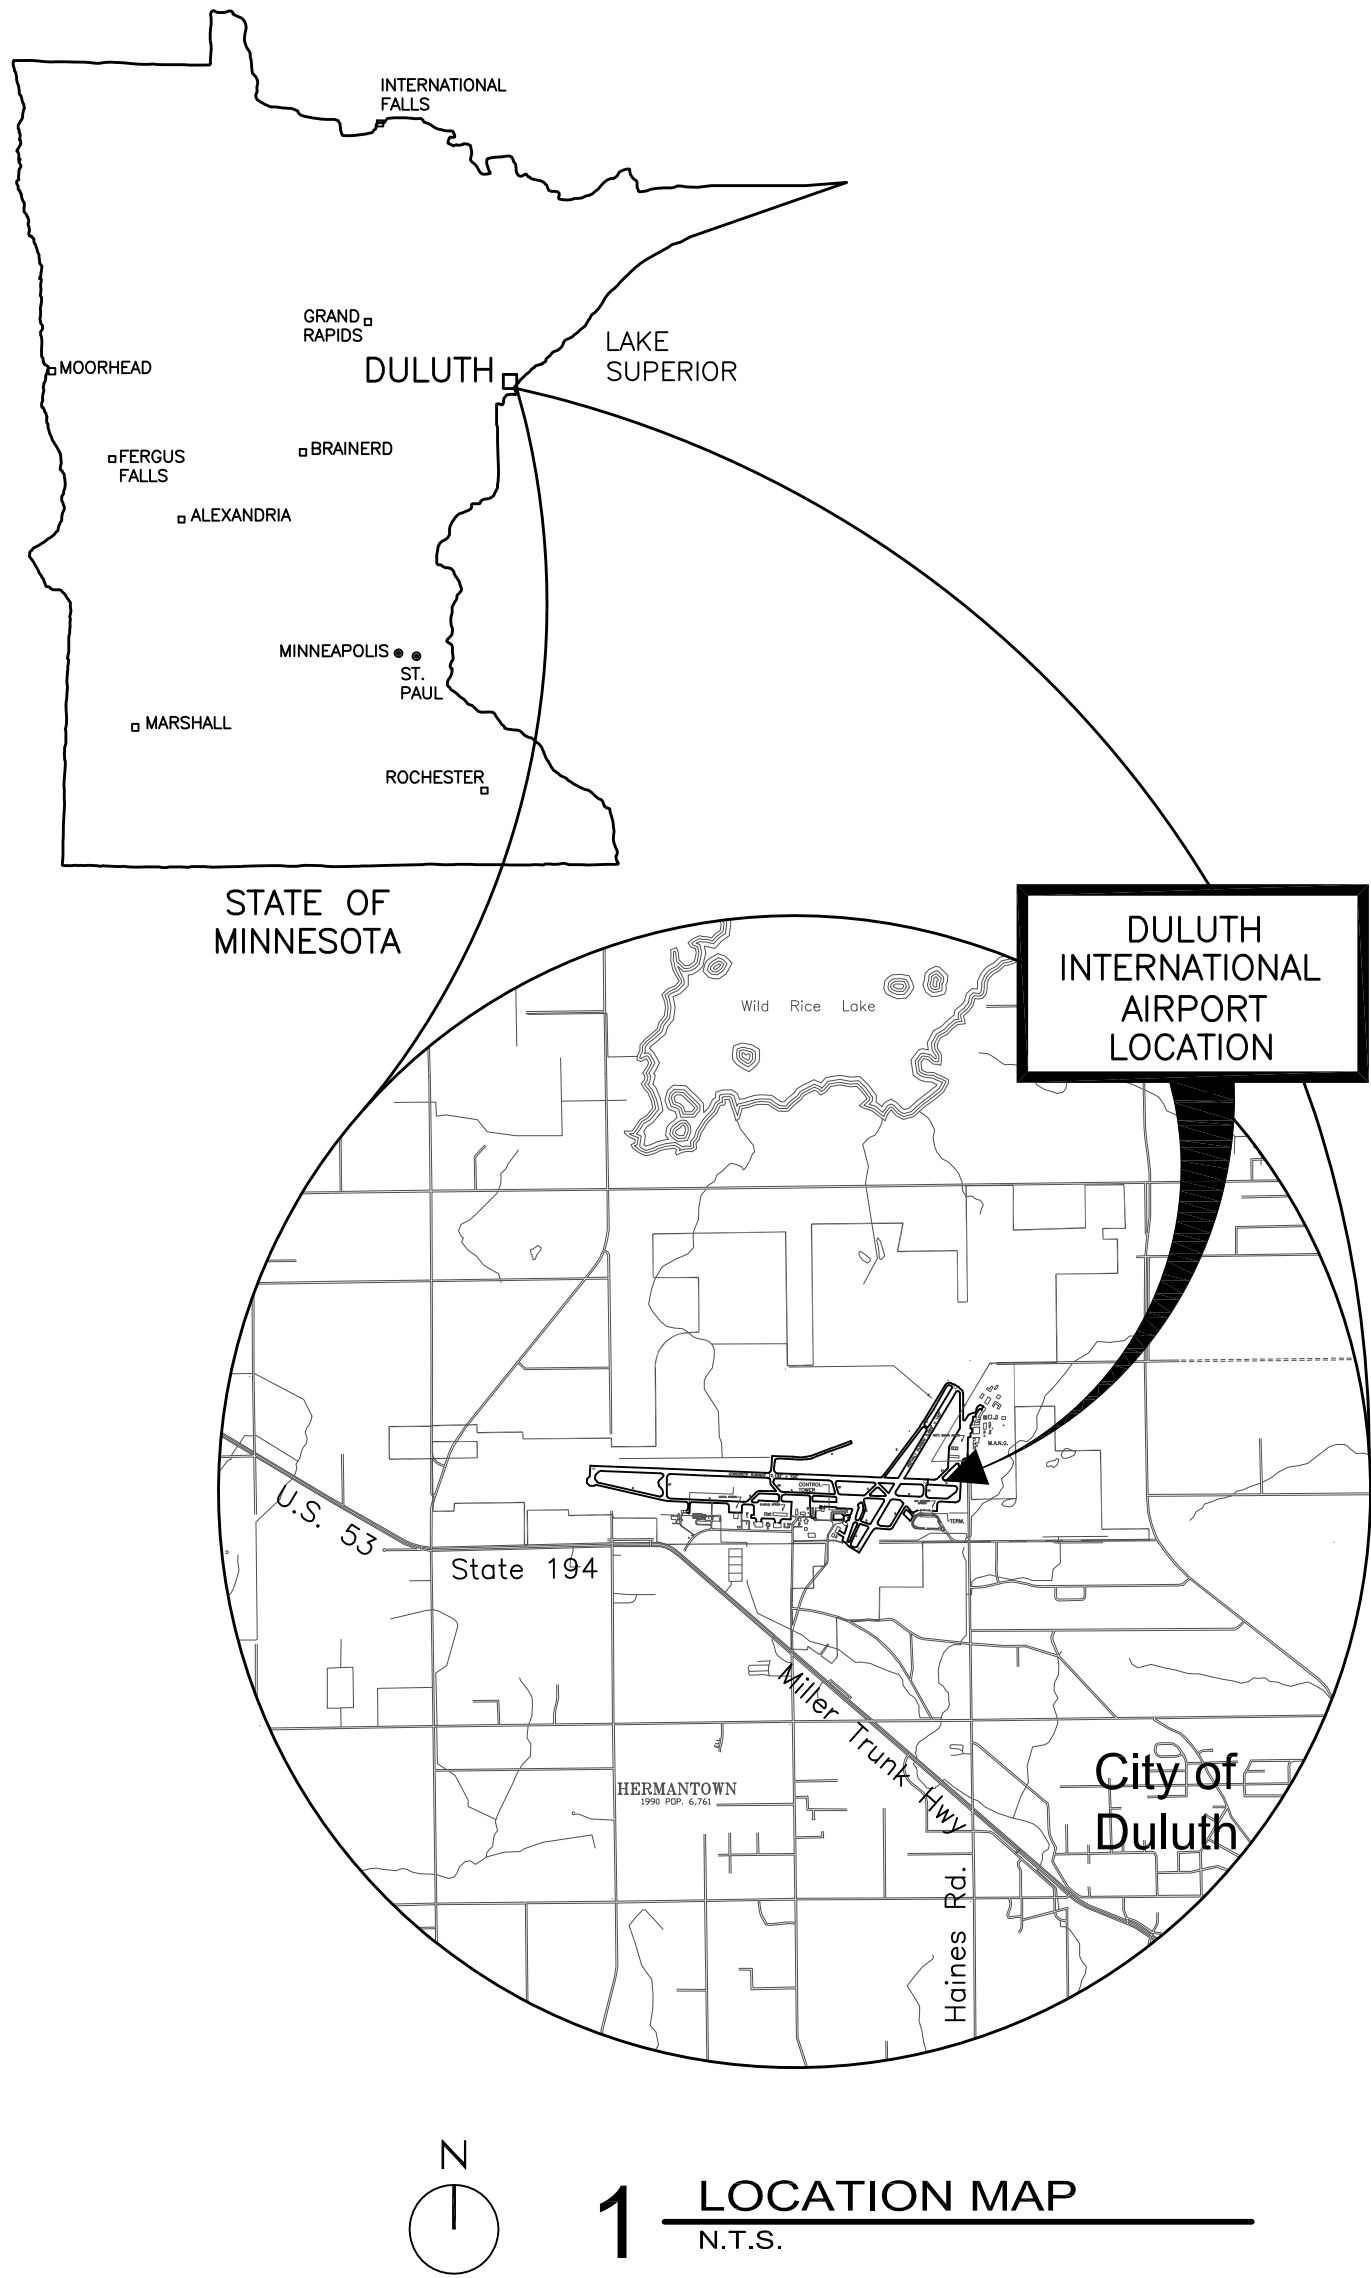 INTERNATIONAL
FALLS
GRAND
RAPIDS
LAKE
SUPERIOR
MOORHEAD
DULUTH
FERGUS
FALLS
BRAINERD
ALEXANDRIA
MINNEAPOLIS
ST.
PAUL
MARSHALL
ROCHESTER
STATE OF
MINNESOTA
DULUTH
INTERNATIONAL
AIRPORT
LOCATION
Wild Rice Lake
M.A.N.G.
CONTROL
TOWER
TERM.
U.S. 53
State 194
Miller Trunk Hwy
HERMANTOWN
1990 POP. 6,761
City of
Duluth
Haines Rd.
N
1
LOCATION MAP
N.T.S.